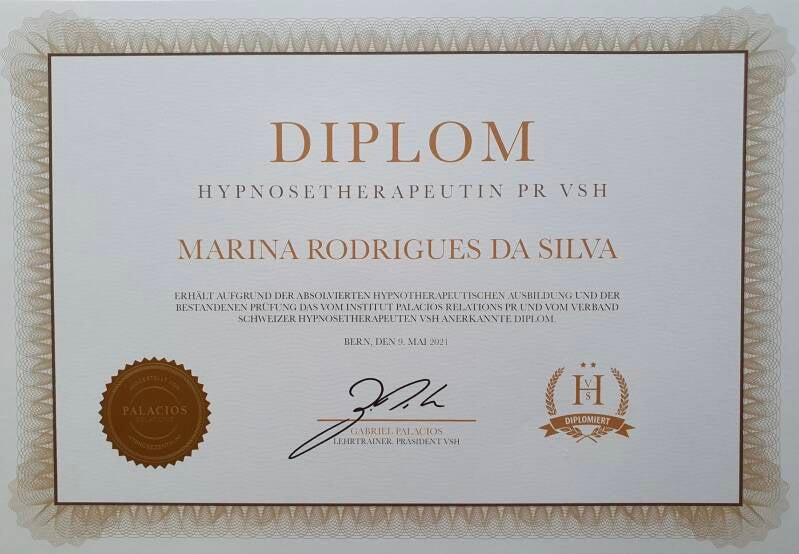 DIPLOM
HYPNOSETHERAPEUTIN PR VSH
MARINA RODRIGUES DA SILVA
ERHÄLT AUFGRUND DER ABSOLVIERTEN HYPNOTHERAPEUTISCHEN AUSBILDUNG UND DER
BESTANDENEN PRÜFUNG DAS VOM INSTITUT PALACIOS RELATIONS PR UND VOM VERBAND
SCHWEIZER HYPNOSETHERAPEUTEN VSH ANERKANNTE DIPLOM.
BERN, DEN 9. MAI 2021
PALACIOS
RELATIONS
HYPNOSEZENTRUM
GABRIEL PALACIOS
LEHRTRAINER, PRÄSIDENT VSH
V
H
S
DIPLOMIERT